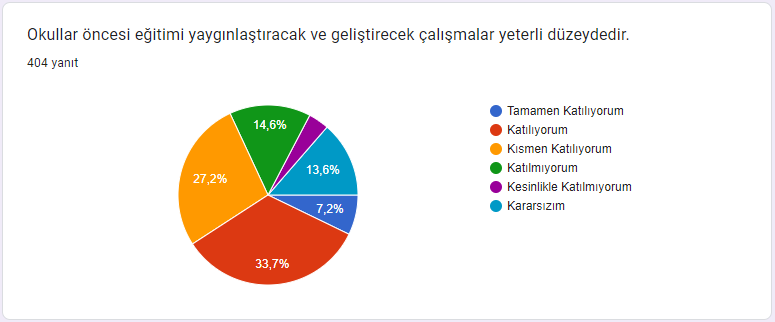 Okullar öncesi eğitimi yaygınlaştıracak ve geliştirecek çalışmalar yeterli düzeydedir.
404 yanıt
14,6%
13,6%
27,2%
7,2%
33,7%
Tamamen Katılıyorum
Katılıyorum
Kısmen Katılıyorum
Katılmıyorum
Kesinlikle Katılmıyorum
Kararsızım